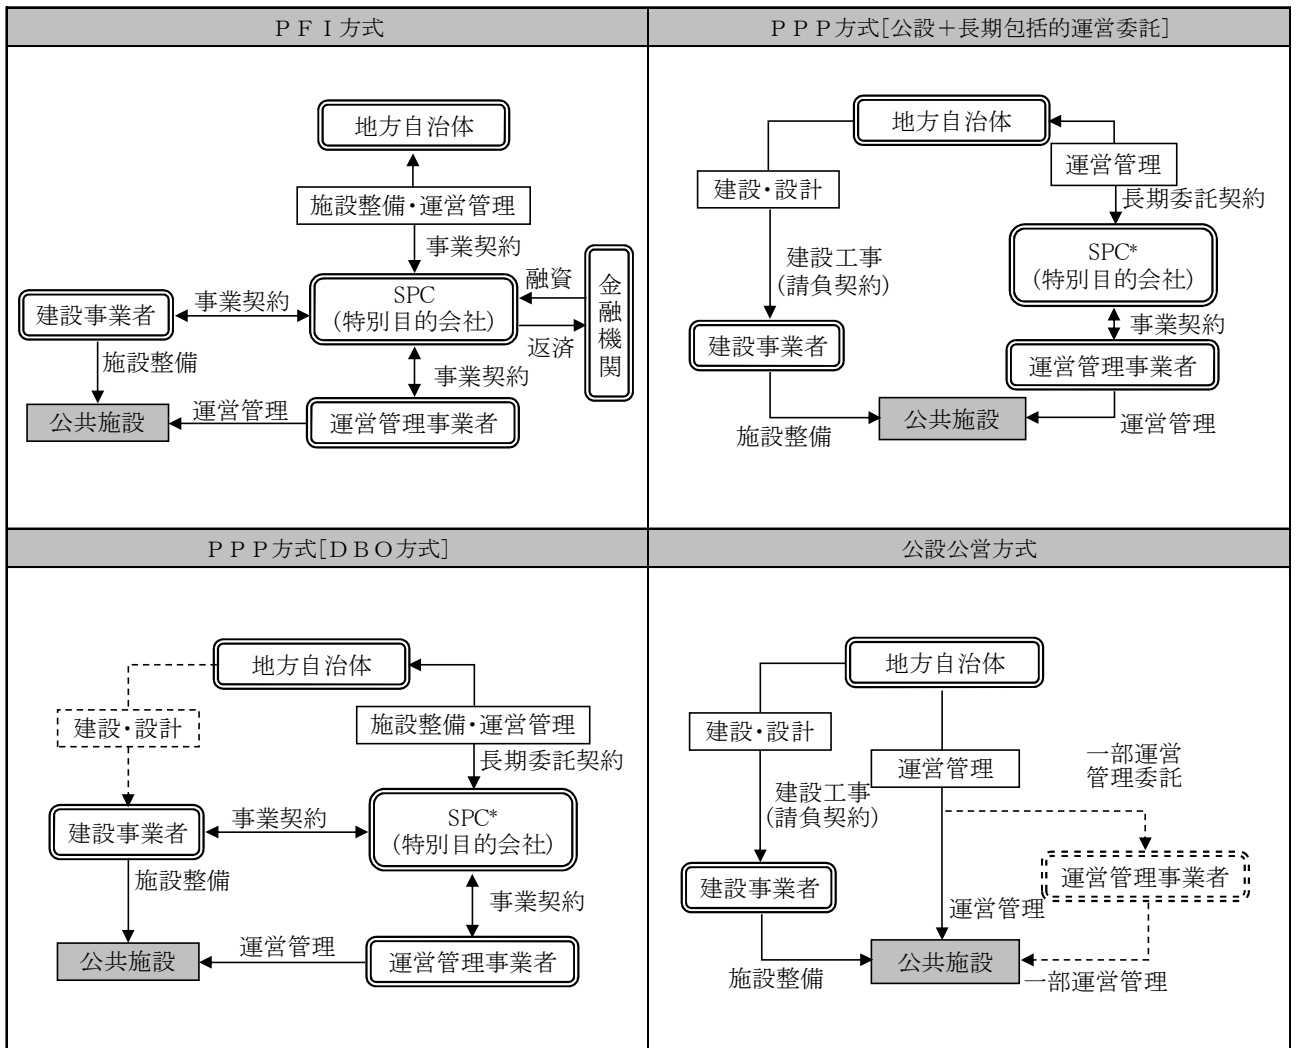 ＰＦＩ方式
地方自治体
施設整備・運営管理
事業契約
SPC
(特別目的会社)
融資
返済
金融機関
建設事業者
事業契約
施設整備
事業契約
公共施設
運営管理
運営管理事業者
ＰＰＰ方式[公設＋長期包括的運営委託]
地方自治体
建設・設計
運営管理
長期委託契約
建設工事
(請負契約)
SPC*
(特別目的会社)
事業契約
建設事業者
運営管理事業者
施設整備
公共施設
運営管理
ＰＰＰ方式[ＤＢＯ方式]
地方自治体
建設・設計
施設整備・運営管理
長期委託契約
建設事業者
事業契約
SPC*
(特別目的会社)
施設整備
事業契約
公共施設
運営管理
運営管理事業者
公設公営方式
地方自治体
建設・設計
運営管理
一部運営
管理委託
建設工事
(請負契約)
建設事業者
運営管理事業者
運営管理
施設整備
公共施設
一部運営管理